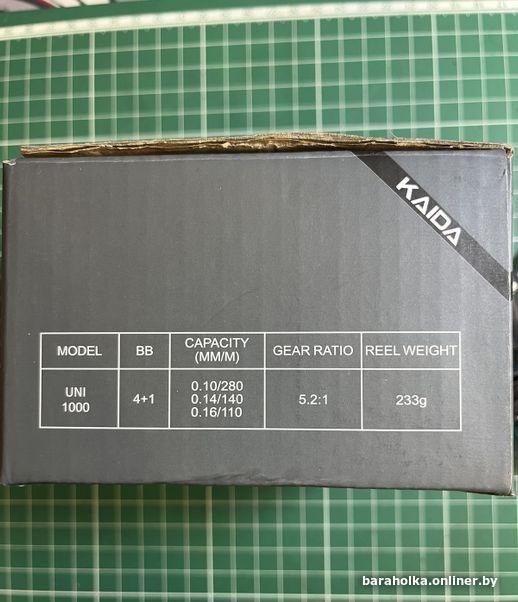 KAIDA
MODEL BB CAPACITY (MM/M) GEAR RATIO REEL WEIGHT
UNI 1000 4+1 0.10/280 0.14/140 0.16/110 5.2:1 233g
baraholka.onliner.by